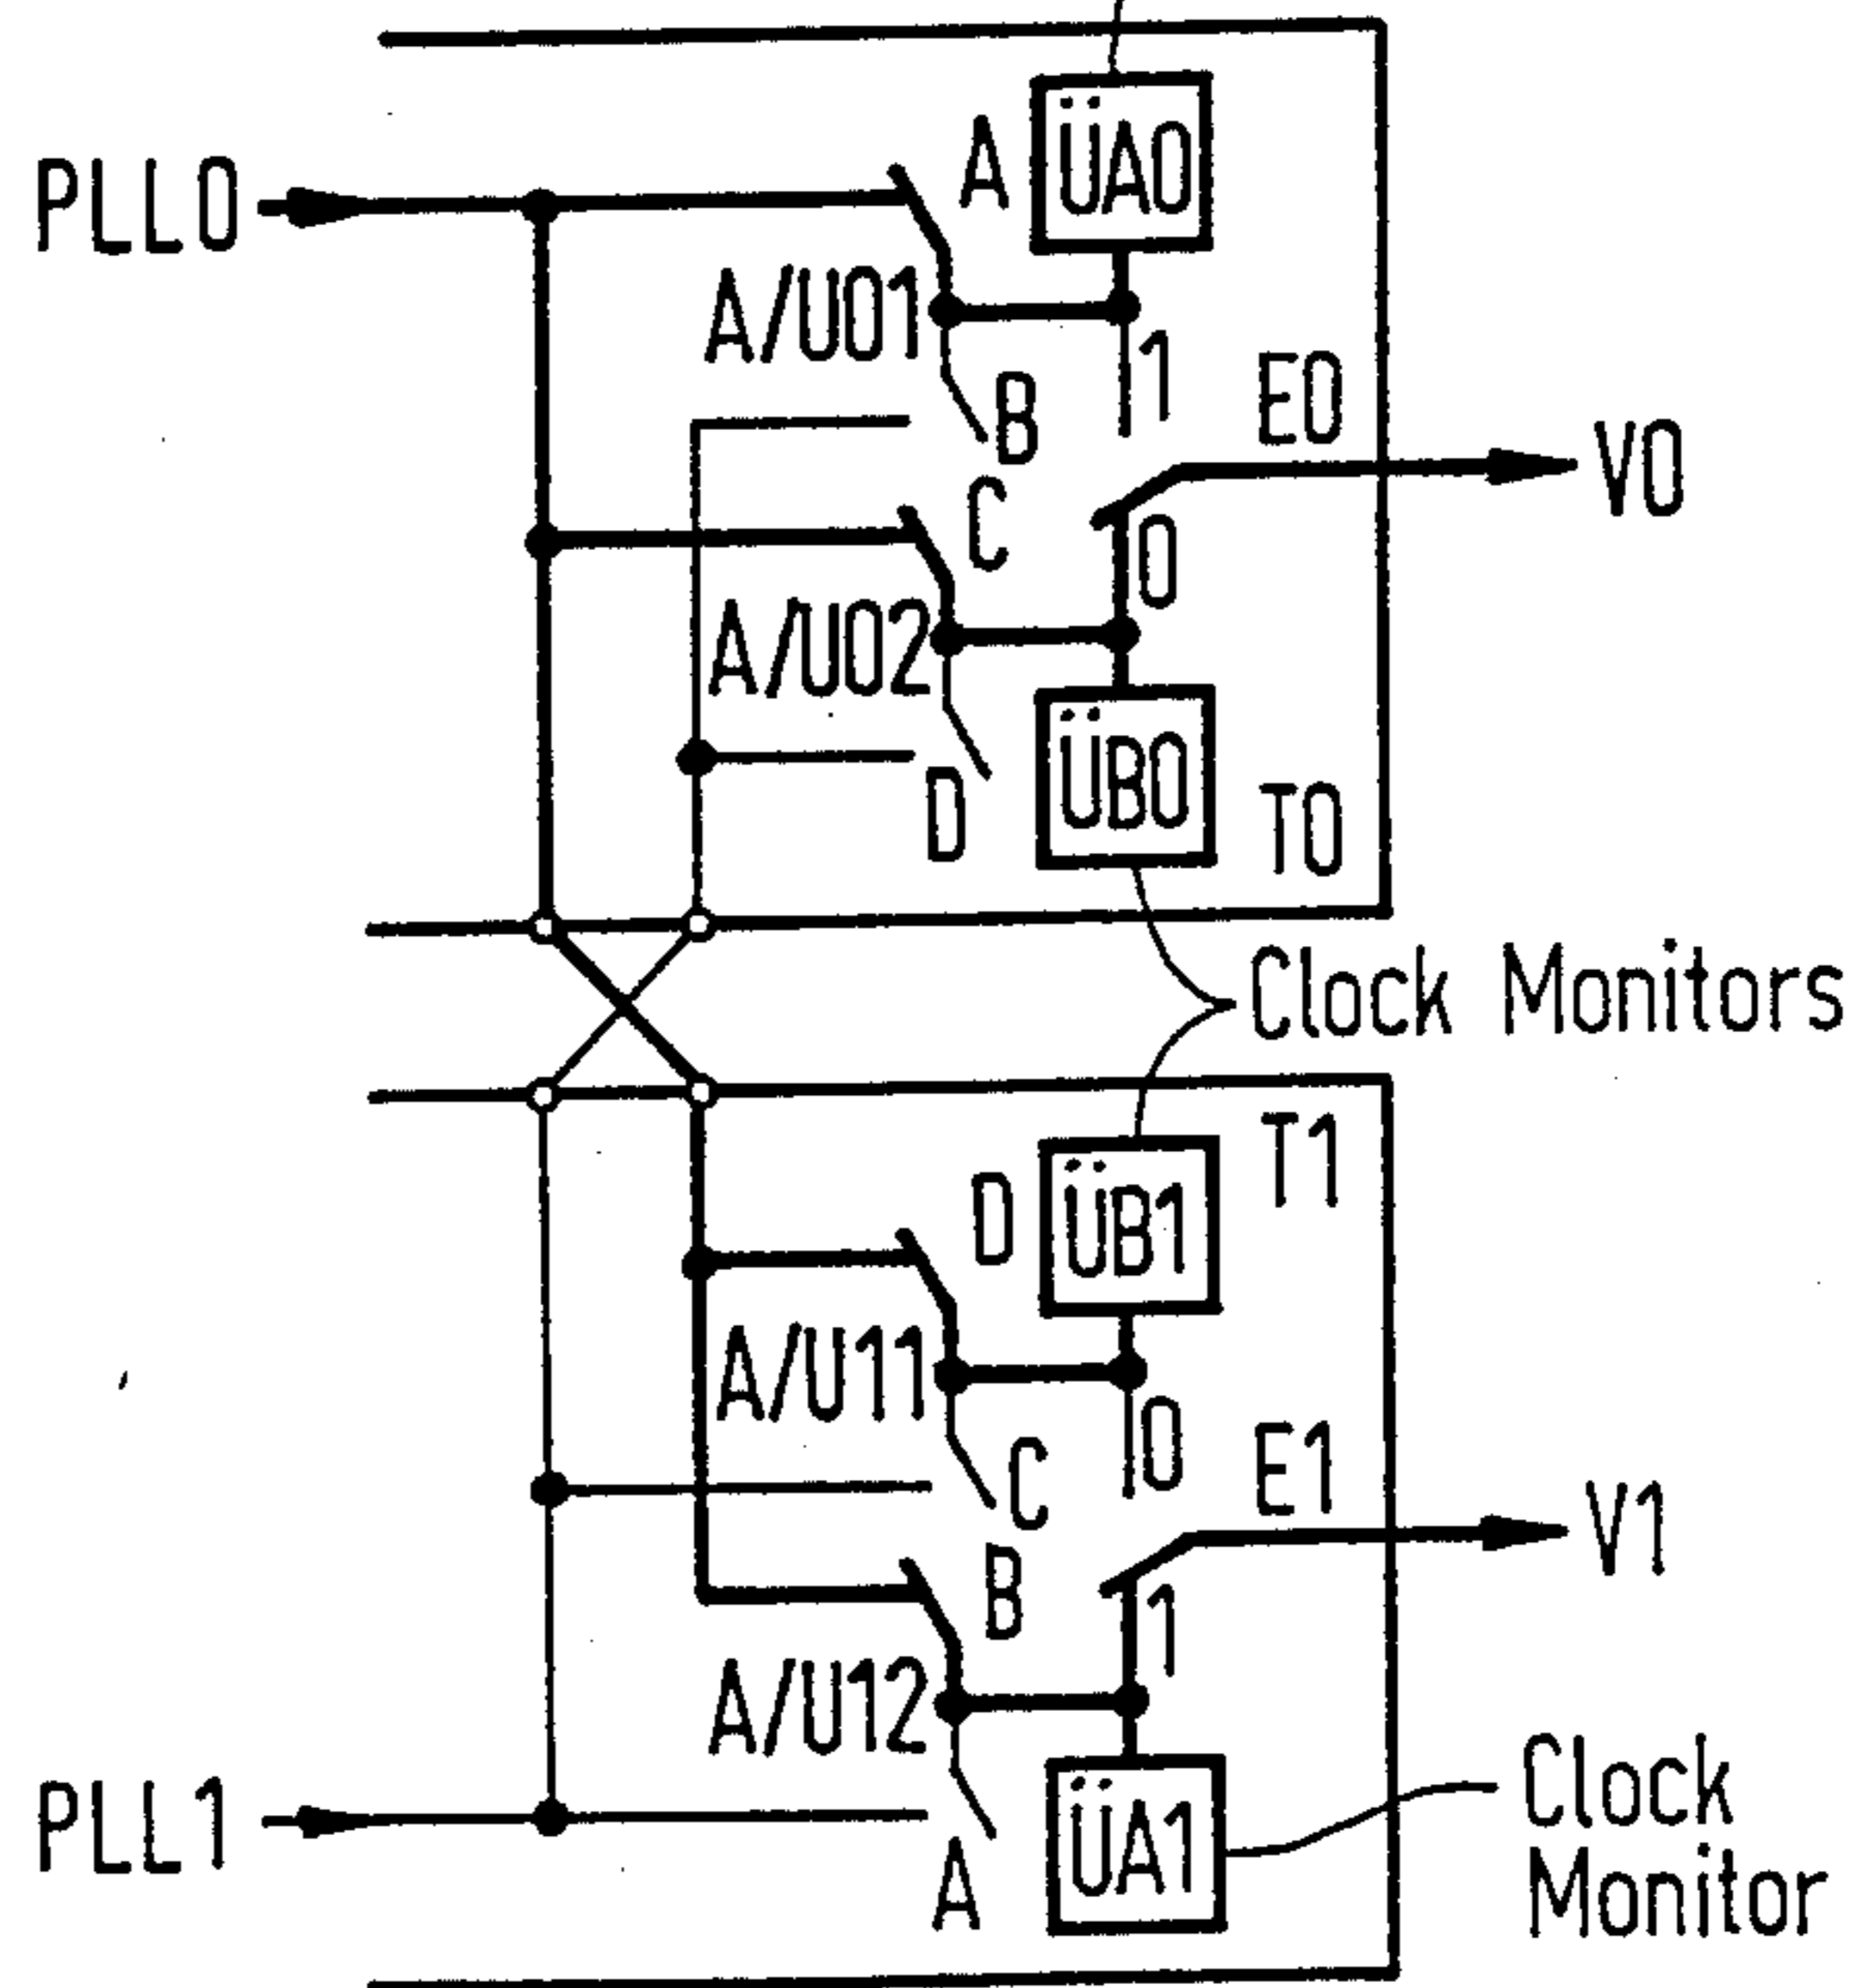 ÜA0
A
PLL0
A/U01
1
B
E0
V0
C
0
A/U02
ÜB0
D
T0
Clock Monitors
T1
D
ÜB1
A/U11
0
C
E1
V1
B
1
A/U12
Clock
Monitor
PLL1
ÜA1
A